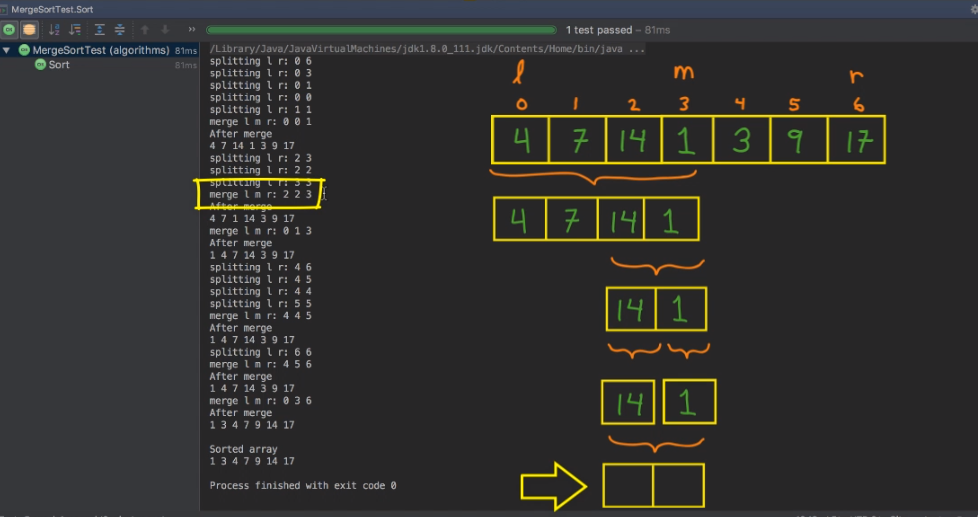 MergeSortTest.Sort
1 test passed – 81ms
MergeSortTest (algorithms) 81ms
Sort 81ms
/Library/Java/JavaVirtualMachines/jdk1.8.0_111.jdk/Contents/Home/bin/java ...
splitting l r: 0 6
splitting l r: 0 3
splitting l r: 0 1
splitting l r: 0 0
splitting l r: 1 1
merge l m r: 0 0 1
After merge
4 7 14 1 3 9 17
splitting l r: 2 3
splitting l r: 2 2
splitting l r: 3 3
merge l m r: 2 2 3
After merge
4 7 1 14 3 9 17
merge l m r: 0 1 3
After merge
1 4 7 14 3 9 17
splitting l r: 4 6
splitting l r: 4 5
splitting l r: 4 4
splitting l r: 5 5
merge l m r: 4 4 5
After merge
1 4 7 14 3 9 17
splitting l r: 6 6
merge l m r: 4 5 6
After merge
1 4 7 14 3 9 17
merge l m r: 0 3 6
After merge
1 3 4 7 9 14 17
Sorted array
1 3 4 7 9 14 17
Process finished with exit code 0
l m r
0 1 2 3 4 5 6
4 7 14 1 3 9 17
4 7 14 1
14 1
14 1